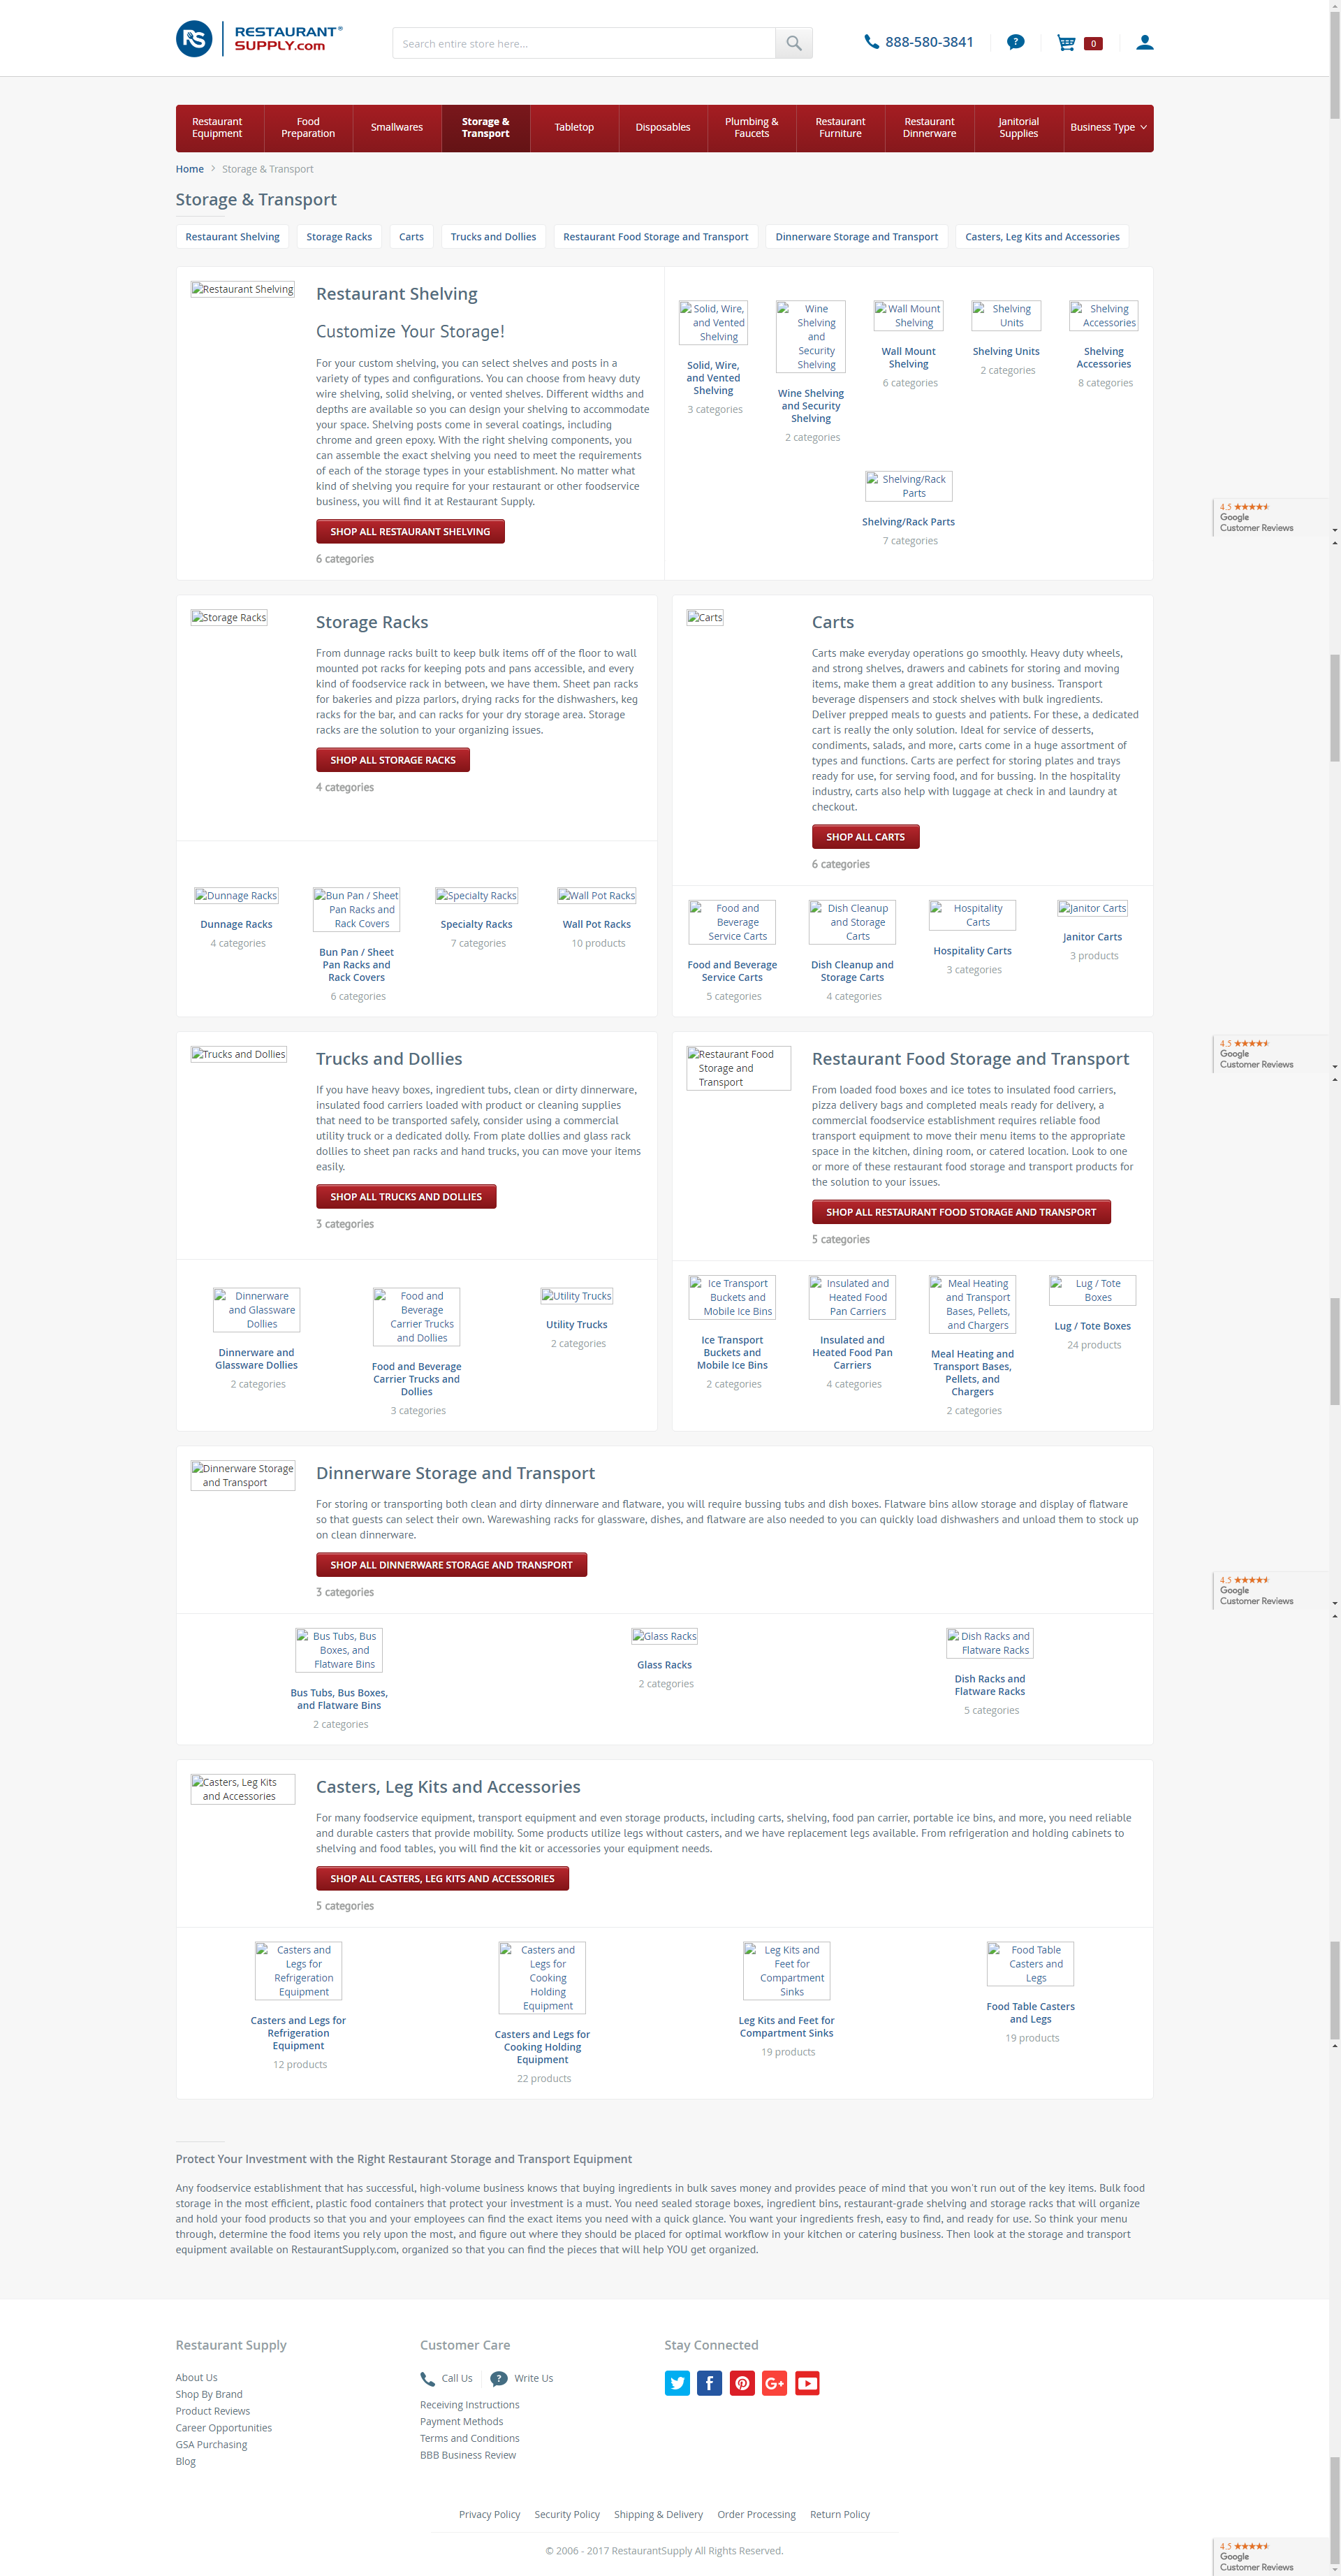 RS RESTAURANT®
SUPPLY.com
Search entire store here...
888-580-3841
?
0
Restaurant
Equipment
Food
Preparation
Smallwares
Storage &
Transport
Tabletop
Disposables
Plumbing &
Faucets
Restaurant
Furniture
Restaurant
Dinnerware
Janitorial
Supplies
Business Type
Home > Storage & Transport
Storage & Transport
Restaurant Shelving
Storage Racks
Carts
Trucks and Dollies
Restaurant Food Storage and Transport
Dinnerware Storage and Transport
Casters, Leg Kits and Accessories
Restaurant Shelving
Restaurant Shelving
Customize Your Storage!
For your custom shelving, you can select shelves and posts in a
variety of types and configurations. You can choose from heavy duty
wire shelving, solid shelving, or vented shelves. Different widths and
depths are available so you can design your shelving to accommodate
your space. Shelving posts come in several coatings, including
chrome and green epoxy. With the right shelving components, you
can assemble the exact shelving you need to meet the requirements
of each of the storage types in your establishment. No matter what
kind of shelving you require for your restaurant or other foodservice
business, you will find it at Restaurant Supply.
SHOP ALL RESTAURANT SHELVING
6 categories
Solid, Wire,
and Vented
Shelving
Solid, Wire,
and Vented
Shelving
3 categories
Wine
Shelving
and
Security
Shelving
Wine Shelving
and Security
Shelving
2 categories
Wall Mount
Shelving
Wall Mount
Shelving
6 categories
Shelving
Units
Shelving Units
2 categories
Shelving
Accessories
Shelving
Accessories
8 categories
Shelving/Rack
Parts
Shelving/Rack Parts
7 categories
4.5
Google
Customer Reviews
Storage Racks
Storage Racks
From dunnage racks built to keep bulk items off of the floor to wall
mounted pot racks for keeping pots and pans accessible, and every
kind of foodservice rack in between, we have them. Sheet pan racks
for bakeries and pizza parlors, drying racks for the dishwashers, keg
racks for the bar, and can racks for your dry storage area. Storage
racks are the solution to your organizing issues.
SHOP ALL STORAGE RACKS
4 categories
Dunnage Racks
Dunnage Racks
4 categories
Bun Pan / Sheet
Pan Racks and
Rack Covers
Bun Pan / Sheet
Pan Racks and
Rack Covers
6 categories
Specialty Racks
Specialty Racks
7 categories
Wall Pot Racks
Wall Pot Racks
10 products
Carts
Carts
Carts make everyday operations go smoothly. Heavy duty wheels,
and strong shelves, drawers and cabinets for storing and moving
items, make them a great addition to any business. Transport
beverage dispensers and stock shelves with bulk ingredients.
Deliver prepped meals to guests and patients. For these, a dedicated
cart is really the only solution. Ideal for service of desserts,
condiments, salads, and more, carts come in a huge assortment of
types and functions. Carts are perfect for storing plates and trays
ready for use, for serving food, and for bussing. In the hospitality
industry, carts also help with luggage at check in and laundry at
checkout.
SHOP ALL CARTS
6 categories
Food and
Beverage
Service Carts
Food and Beverage
Service Carts
5 categories
Dish Cleanup
and Storage
Carts
Dish Cleanup and
Storage Carts
4 categories
Hospitality
Carts
Hospitality Carts
3 categories
Janitor Carts
Janitor Carts
3 products
4.5
Google
Customer Reviews
Trucks and Dollies
Trucks and Dollies
If you have heavy boxes, ingredient tubs, clean or dirty dinnerware,
insulated food carriers loaded with product or cleaning supplies
that need to be transported safely, consider using a commercial
utility truck or a dedicated dolly. From plate dollies and glass rack
dollies to sheet pan racks and hand trucks, you can move your items
easily.
SHOP ALL TRUCKS AND DOLLIES
3 categories
Dinnerware
and Glassware
Dollies
Dinnerware and
Glassware Dollies
2 categories
Food and
Beverage
Carrier Trucks
and Dollies
Food and Beverage
Carrier Trucks and
Dollies
3 categories
Utility Trucks
Utility Trucks
2 categories
Restaurant Food
Storage and
Transport
Restaurant Food Storage and Transport
From loaded food boxes and ice totes to insulated food carriers,
pizza delivery bags and completed meals ready for delivery, a
commercial foodservice establishment requires reliable food
transport equipment to move their menu items to the appropriate
space in the kitchen, dining room, or catered location. Look to one
or more of these restaurant food storage and transport products for
the solution to your issues.
SHOP ALL RESTAURANT FOOD STORAGE AND TRANSPORT
5 categories
Ice Transport
Buckets and
Mobile Ice Bins
Ice Transport
Buckets and
Mobile Ice Bins
2 categories
Insulated and
Heated Food
Pan Carriers
Insulated and
Heated Food Pan
Carriers
4 categories
Meal Heating
and Transport
Bases, Pellets,
and Chargers
Meal Heating and
Transport Bases,
Pellets, and
Chargers
2 categories
Lug / Tote
Boxes
Lug / Tote Boxes
24 products
Dinnerware Storage
and Transport
Dinnerware Storage and Transport
For storing or transporting both clean and dirty dinnerware and flatware, you will require bussing tubs and dish boxes. Flatware bins allow storage and display of flatware
so that guests can select their own. Warewashing racks for glassware, dishes, and flatware are also needed to you can quickly load dishwashers and unload them to stock up
on clean dinnerware.
SHOP ALL DINNERWARE STORAGE AND TRANSPORT
3 categories
4.5
Google
Customer Reviews
Bus Tubs, Bus
Boxes, and
Flatware Bins
Bus Tubs, Bus Boxes,
and Flatware Bins
2 categories
Glass Racks
Glass Racks
2 categories
Dish Racks and
Flatware Racks
Dish Racks and
Flatware Racks
5 categories
Casters, Leg Kits
and Accessories
Casters, Leg Kits and Accessories
For many foodservice equipment, transport equipment and even storage products, including carts, shelving, food pan carrier, portable ice bins, and more, you need reliable
and durable casters that provide mobility. Some products utilize legs without casters, and we have replacement legs available. From refrigeration and holding cabinets to
shelving and food tables, you will find the kit or accessories your equipment needs.
SHOP ALL CASTERS, LEG KITS AND ACCESSORIES
5 categories
Casters and
Legs for
Refrigeration
Equipment
Casters and Legs for
Refrigeration
Equipment
12 products
Casters and
Legs for
Cooking
Holding
Equipment
Casters and Legs for
Cooking Holding
Equipment
22 products
Leg Kits and
Feet for
Compartment
Sinks
Leg Kits and Feet for
Compartment Sinks
19 products
Food Table
Casters and
Legs
Food Table Casters
and Legs
19 products
Protect Your Investment with the Right Restaurant Storage and Transport Equipment
Any foodservice establishment that has successful, high-volume business knows that buying ingredients in bulk saves money and provides peace of mind that you won't run out of the key items. Bulk food
storage in the most efficient, plastic food containers that protect your investment is a must. You need sealed storage boxes, ingredient bins, restaurant-grade shelving and storage racks that will organize
and hold your food products so that you and your employees can find the exact items you need with a quick glance. You want your ingredients fresh, easy to find, and ready for use. So think your menu
through, determine the food items you rely upon the most, and figure out where they should be placed for optimal workflow in your kitchen or catering business. Then look at the storage and transport
equipment available on RestaurantSupply.com, organized so that you can find the pieces that will help YOU get organized.
Restaurant Supply
About Us
Shop By Brand
Product Reviews
Career Opportunities
GSA Purchasing
Blog
Customer Care
Call Us
? Write Us
Receiving Instructions
Payment Methods
Terms and Conditions
BBB Business Review
Stay Connected
f
G+
Privacy Policy
Security Policy
Shipping & Delivery
Order Processing
Return Policy
© 2006 - 2017 RestaurantSupply All Rights Reserved.
4.5
Google
Customer Reviews